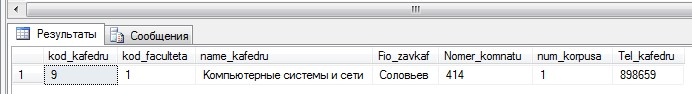 Результаты Сообщения
kod_kafedru kod_faculteta name_kafedru Fio_zavkaf Nomer_komnatu num_korpusa Tel_kafedru
1 9 1 Компьютерные системы и сети Соловьев 414 1 898659